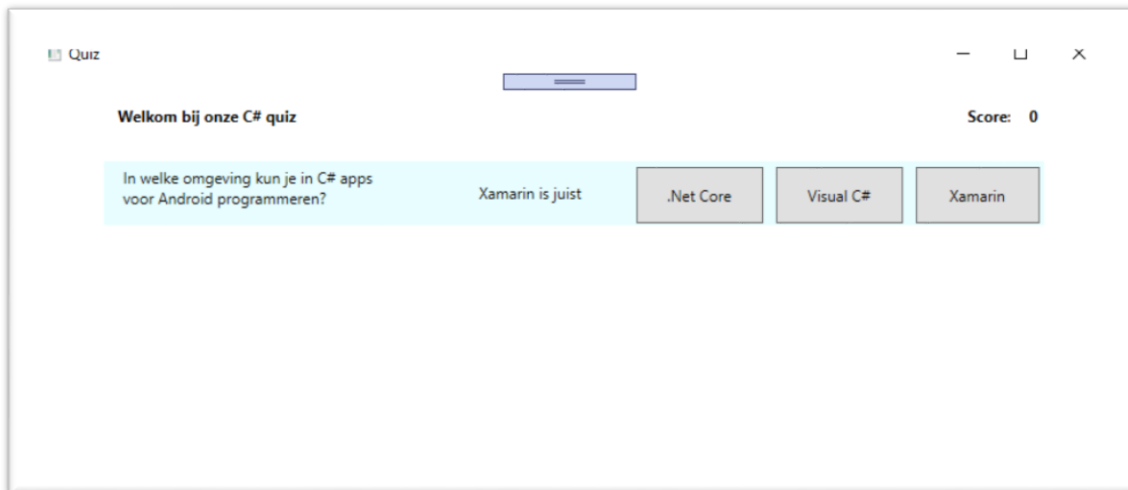 Quiz
Welkom bij onze C# quiz
Score: 0
In welke omgeving kun je in C# apps
voor Android programmeren?
Xamarin is juist
.Net Core
Visual C#
Xamarin